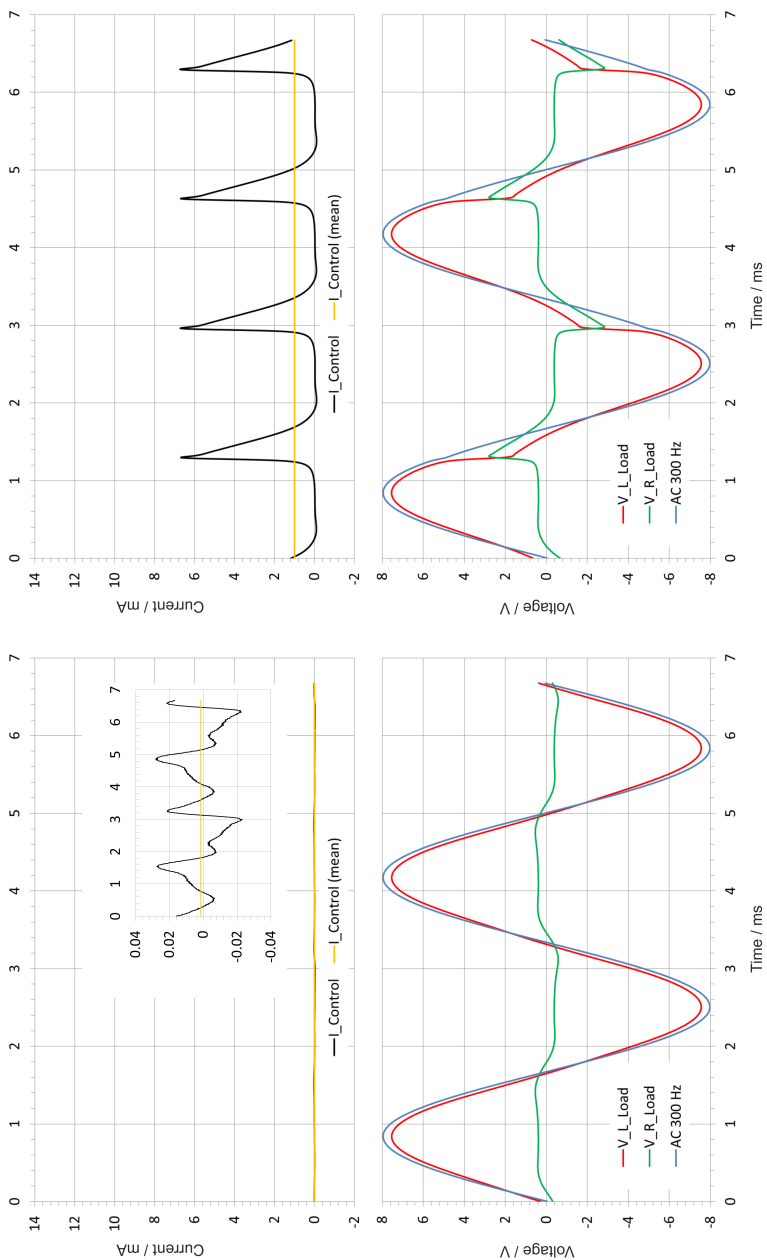 0 1 2 3 4 5 6 7
14
12
10
8
6
4
2
0
-2
Current / mA
0 1 2 3 4 5 6 7
0.04
0.02
0
-0.02
-0.04
I_Control I_Control (mean)
0 1 2 3 4 5 6 7
14
12
10
8
6
4
2
0
-2
Current / mA
I_Control I_Control (mean)
8
6
4
2
0
-2
-4
-6
-8
Voltage / V
V_L_Load
V_R_Load
AC 300 Hz
0 1 2 3 4 5 6 7
Time / ms
8
6
4
2
0
-2
-4
-6
-8
Voltage / V
V_L_Load
V_R_Load
AC 300 Hz
0 1 2 3 4 5 6 7
Time / ms